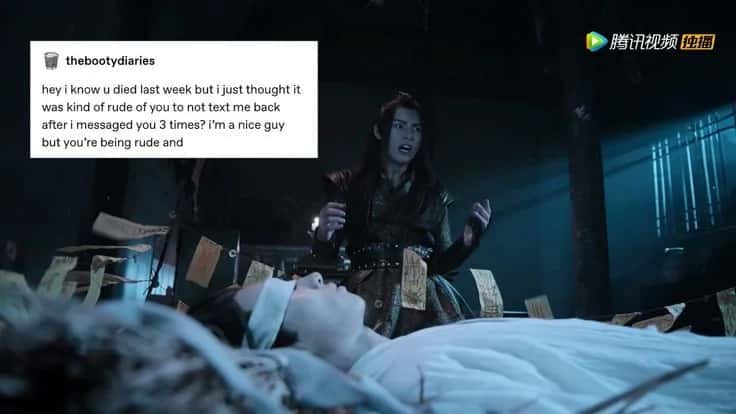 thebootydiaries
hey i know u died last week but i just thought it
was kind of rude of you to not text me back
after i messaged you 3 times? i'm a nice guy
but you're being rude and
腾讯视频 独播